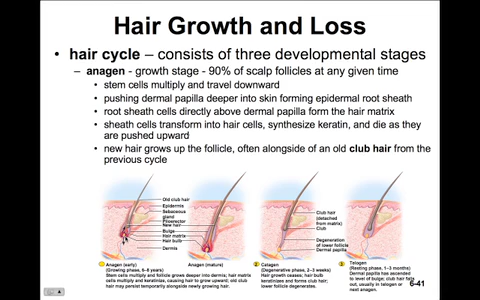 Hair Growth and Loss
• hair cycle – consists of three developmental stages
– anagen - growth stage - 90% of scalp follicles at any given time
• stem cells multiply and travel downward
• pushing dermal papilla deeper into skin forming epidermal root sheath
• root sheath cells directly above dermal papilla form the hair matrix
• sheath cells transform into hair cells, synthesize keratin, and die as they
are pushed upward
• new hair grows up the follicle, often alongside of an old club hair from the
previous cycle
Old club hair
Epidermis
Sebaceous
gland
Piloerector
New hair
Bulge
Hair matrix
Hair bulb
Dermis
Club hair
(detached
from matrix)
Club
Degeneration
of lower follicle
Dermal papilla
1 Anagen (early)
(Growing phase, 6–8 years)
Stem cells multiply and follicle grows deeper into dermis; hair matrix
cells multiply and keratinize, causing hair to grow upward; old club
hair may persist temporarily alongside newly growing hair.
Anagen (mature)
2 Catagen
(Degenerative phase, 2–3 weeks)
Hair growth ceases; hair bulb
keratinizes and forms club hair;
lower follicle degenerates.
3 Telogen
(Resting phase, 1–3 months)
Dermal papilla has ascended
to level of bulge; club hair falls
out, usually in telogen or
next anagen.
6-41